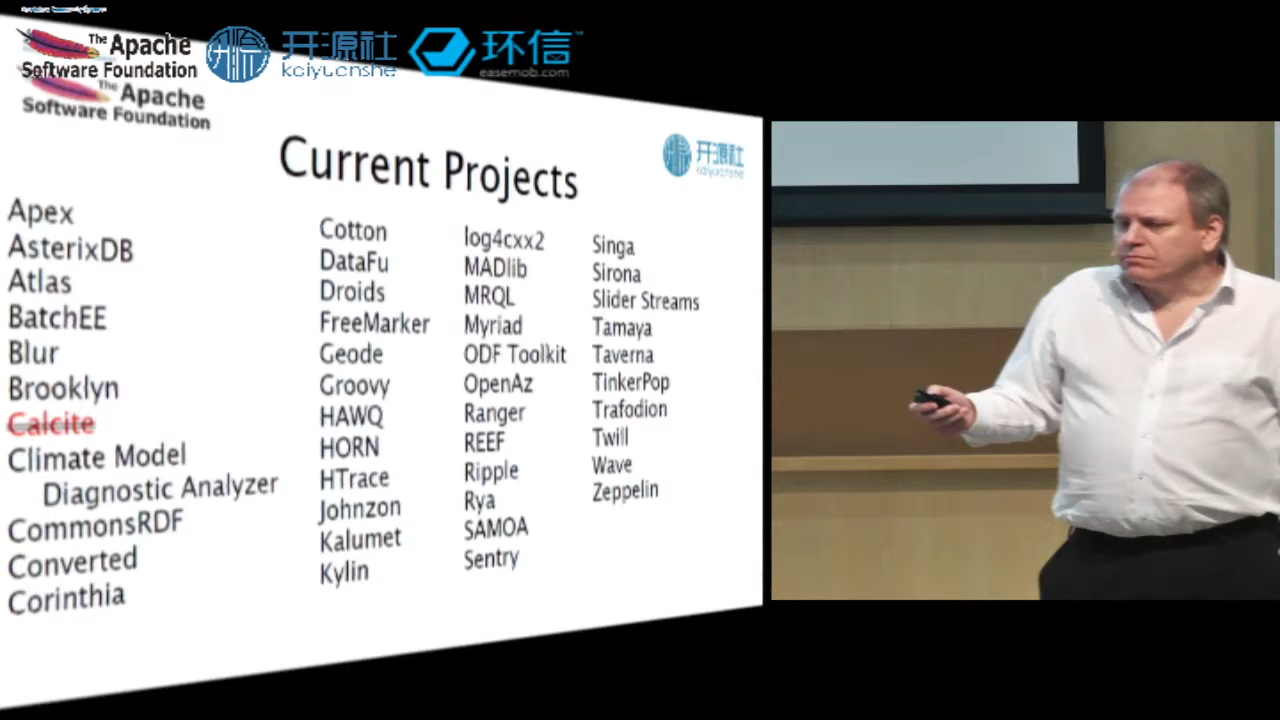 The Apache
Software Foundation
开源社
kaiyuanshe
环信™
easemob.com
The Apache
Software Foundation
开源社
kaiyuanshe
Current Projects
Apex
AsterixDB
Atlas
BatchEE
Blur
Brooklyn
Calcite
Climate Model
Diagnostic Analyzer
CommonsRDF
Converted
Corinthia
Cotton
DataFu
Droids
FreeMarker
Geode
Groovy
HAWQ
HORN
HTrace
Johnzon
Kalumet
Kylin
log4cxx2
MADlib
MRQL
Myriad
ODF Toolkit
OpenAz
Ranger
REEF
Ripple
Rya
SAMOA
Sentry
Singa
Sirona
Slider Streams
Tamaya
Taverna
TinkerPop
Trafodion
Twill
Wave
Zeppelin